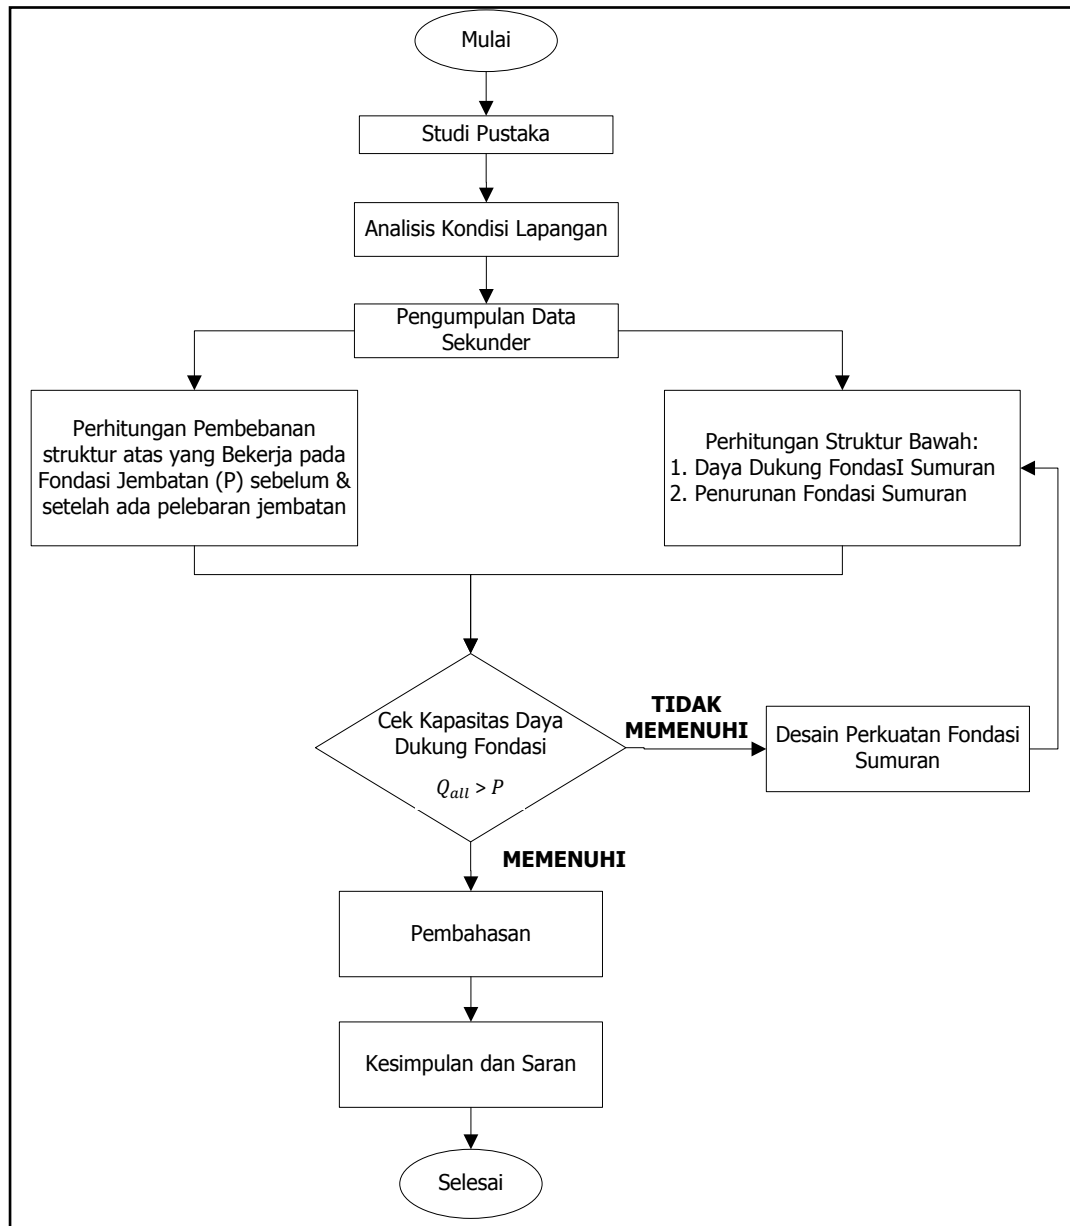 Mulai
Studi Pustaka
Analisis Kondisi Lapangan
Pengumpulan Data
Sekunder
Perhitungan Pembebanan
struktur atas yang Bekerja pada
Fondasi Jembatan (P) sebelum &
setelah ada pelebaran jembatan
Perhitungan Struktur Bawah:
1. Daya Dukung FondasI Sumuran
2. Penurunan Fondasi Sumuran
Cek Kapasitas Daya
Dukung Fondasi
Q_{all} > P
TIDAK
MEMENUHI
Desain Perkuatan Fondasi
Sumuran
MEMENUHI
Pembahasan
Kesimpulan dan Saran
Selesai